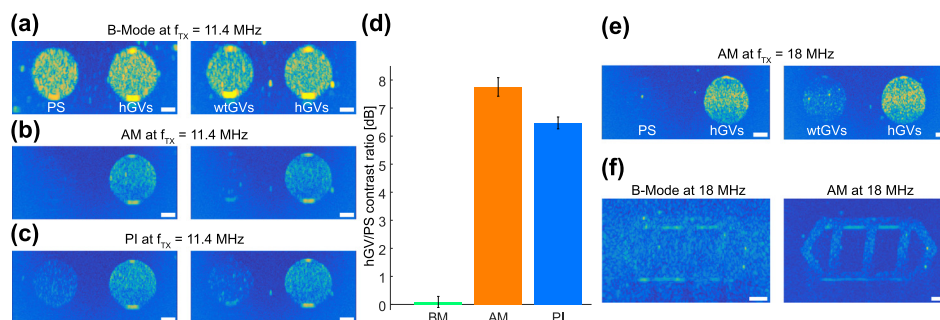 (a)
B-Mode at fTX = 11.4 MHz
PS
hGVs
wtGVs
hGVs
(b)
AM at fTX = 11.4 MHz
(c)
PI at fTX = 11.4 MHz
(d)
hGV/PS contrast ratio [dB]
8
7
6
5
4
3
2
1
0
BM
AM
PI
(e)
AM at fTX = 18 MHz
PS
hGVs
wtGVs
hGVs
(f)
B-Mode at 18 MHz
AM at 18 MHz